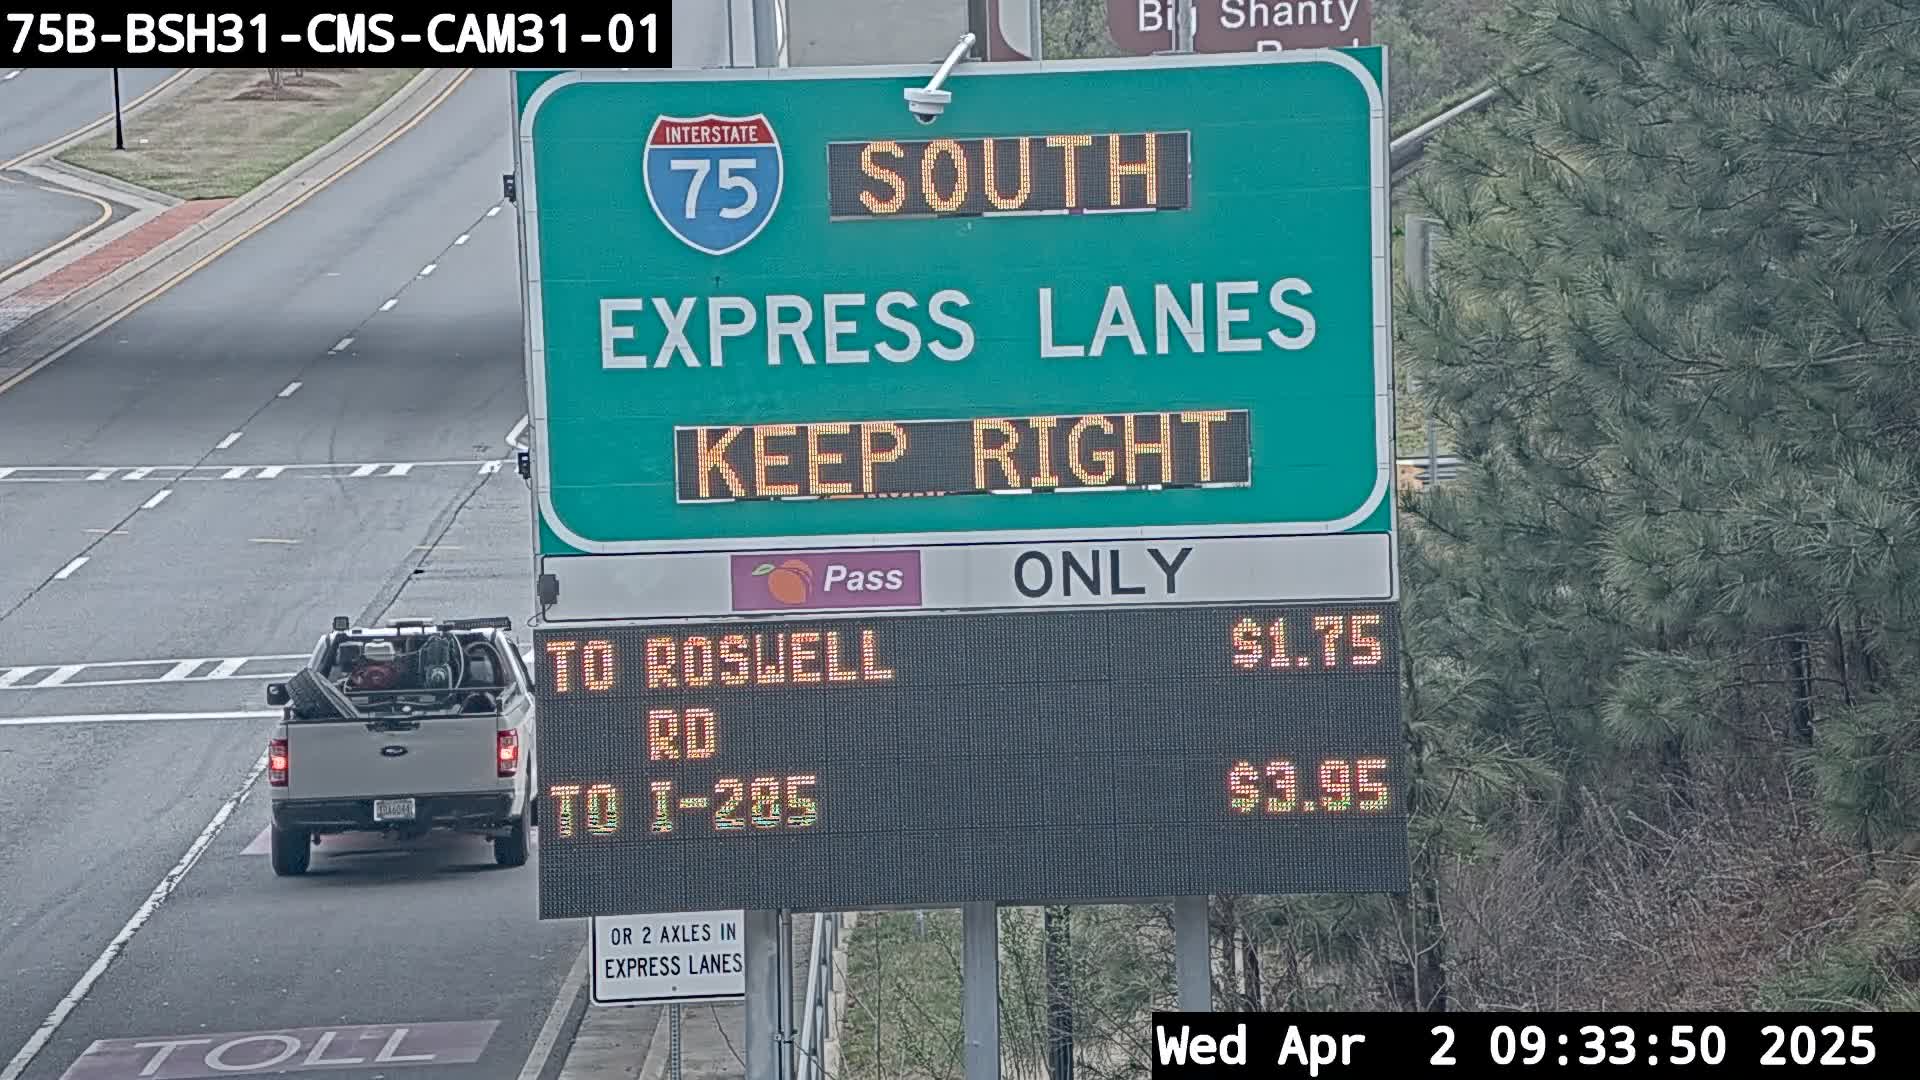 75B-BSH31-CMS-CAM31-01
Big Shanty
Road
INTERSTATE
75
SOUTH
EXPRESS LANES
KEEP RIGHT
Pass ONLY
TO ROSWELL $1.75
RD
TO I-285 $3.95
OR 2 AXLES IN
EXPRESS LANES
TOLL
Wed Apr 2 09:33:50 2025